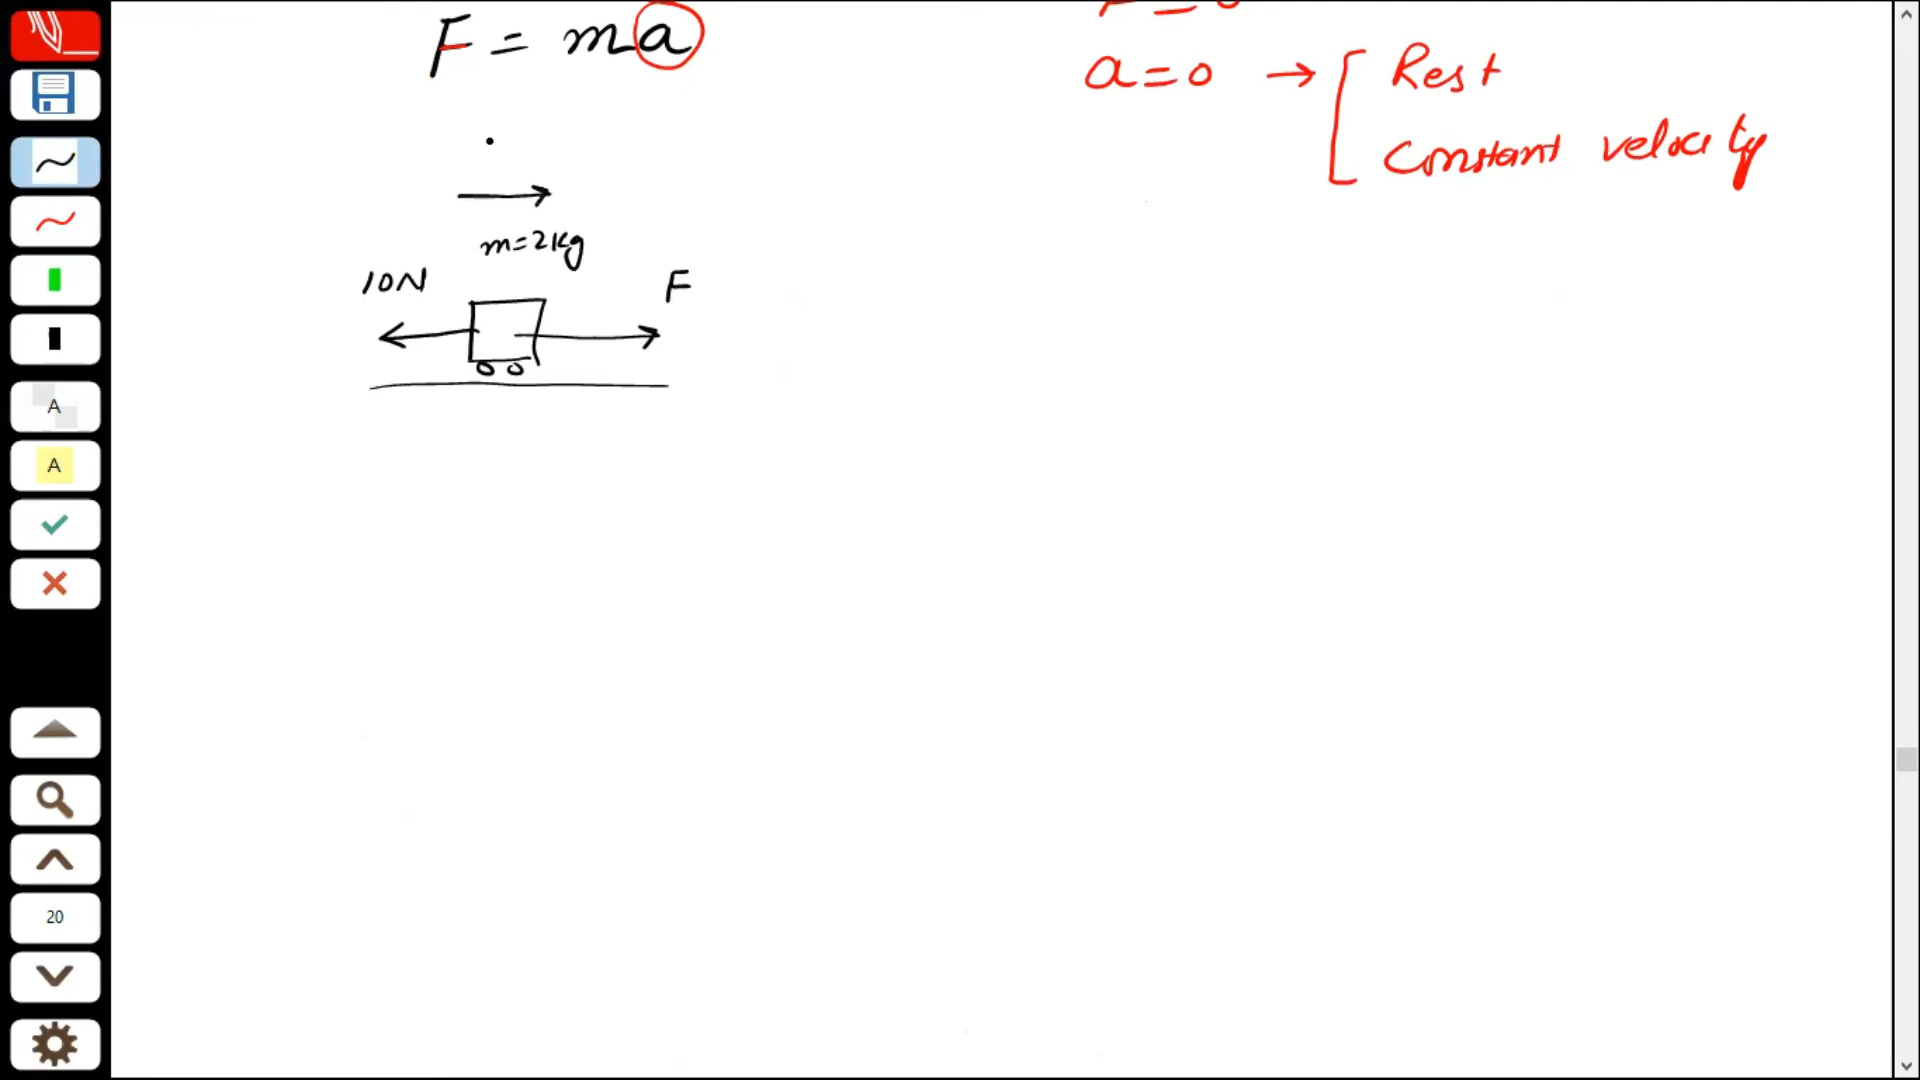 F = ma
a = 0 → Rest
Constant velocity
m = 2kg
10N
F
A
A
20